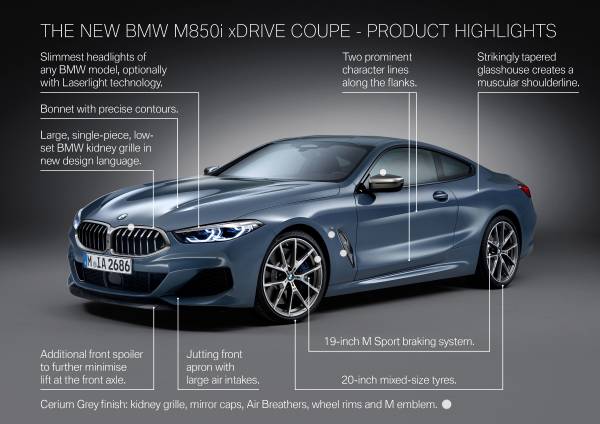 THE NEW BMW M850i xDRIVE COUPE - PRODUCT HIGHLIGHTS
Slimmest headlights of
any BMW model, optionally
with Laserlight technology.
Two prominent
character lines
along the flanks.
Strikingly tapered
glasshouse creates a
muscular shoulderline.
Bonnet with precise contours.
Large, single-piece, low-
set BMW kidney grille in
new design language.
M IA 2686
19-inch M Sport braking system.
Additional front spoiler
to further minimise
lift at the front axle.
Jutting front
apron with
large air intakes.
20-inch mixed-size tyres.
Cerium Grey finish: kidney grille, mirror caps, Air Breathers, wheel rims and M emblem.